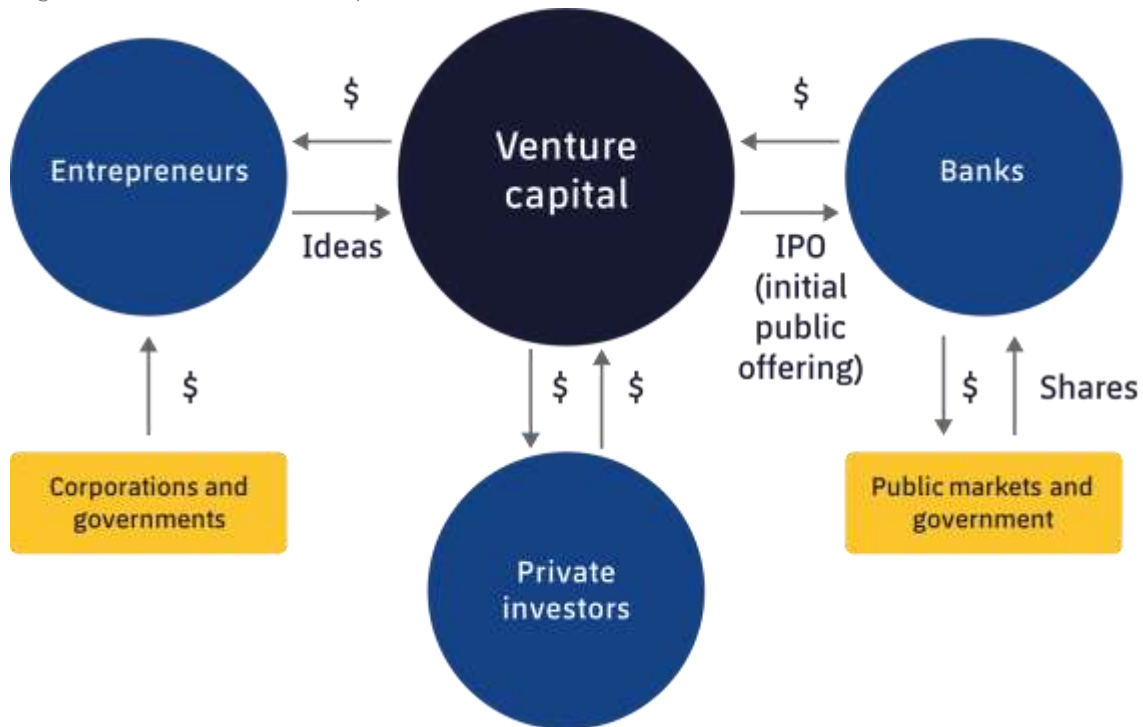 $
$
Venture
capital
Entrepreneurs
Banks
Ideas
IPO
(initial
public
offering)
$
$
$
$
Shares
Corporations and
governments
Public markets and
government
Private
investors